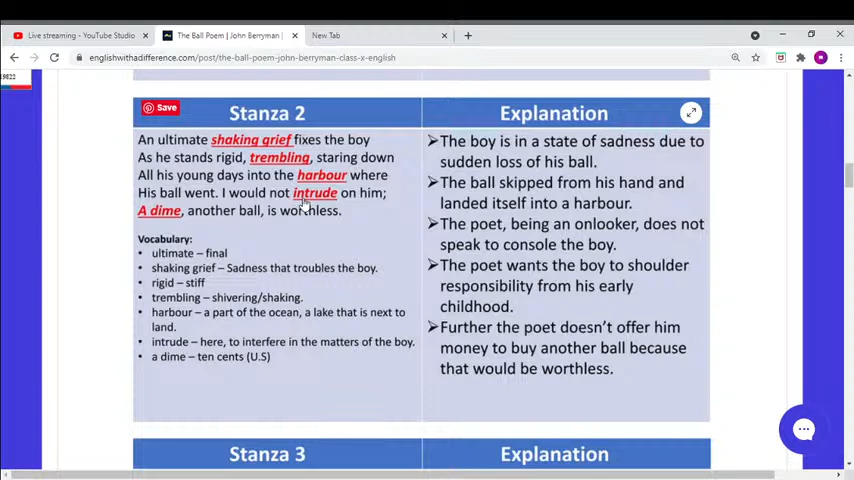 Live streaming - YouTube Studio
The Ball Poem | John Berryman |
New Tab
englishwithadifference.com/post/the-ball-poem-john-berryman-class-x-english
19822
Save
Stanza 2
An ultimate shaking grief fixes the boy
As he stands rigid, trembling, staring down
All his young days into the harbour where
His ball went. I would not intrude on him;
A dime, another ball, is worthless.
Vocabulary:
• ultimate – final
• shaking grief – Sadness that troubles the boy.
• rigid – stiff
• trembling – shivering/shaking.
• harbour – a part of the ocean, a lake that is next to
land.
• intrude – here, to interfere in the matters of the boy.
• a dime – ten cents (U.S)
Explanation
➢The boy is in a state of sadness due to
sudden loss of his ball.
➢The ball skipped from his hand and
landed itself into a harbour.
➢The poet, being an onlooker, does not
speak to console the boy.
➢The poet wants the boy to shoulder
responsibility from his early
childhood.
➢Further the poet doesn't offer him
money to buy another ball because
that would be worthless.
Stanza 3
Explanation